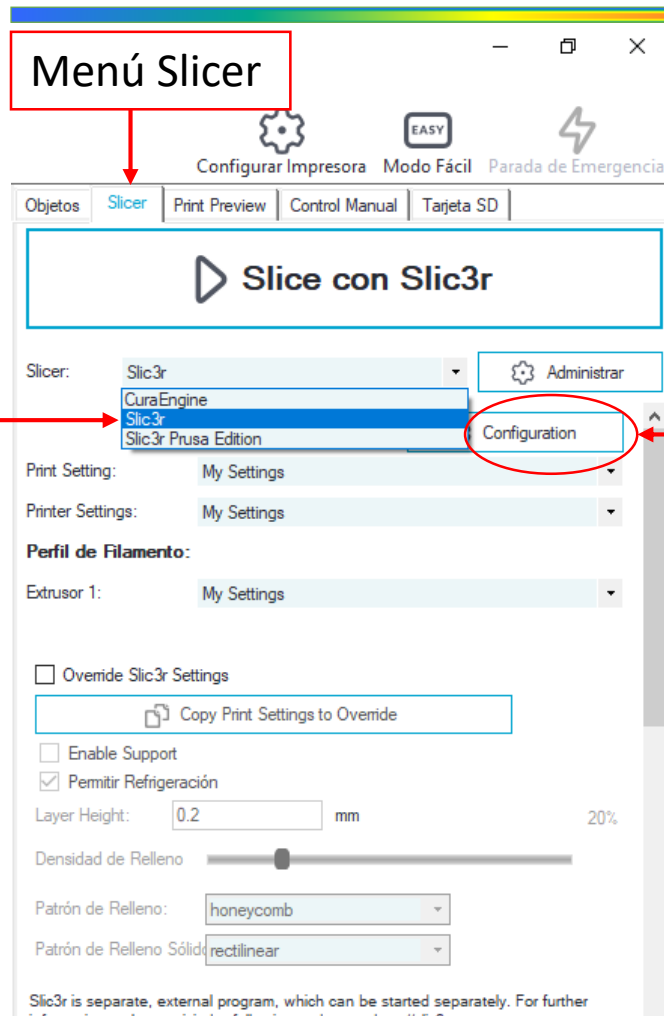 Menú Slicer
EASY
Configurar Impresora Modo Fácil Parada de Emergencia
Objetos Slicer Print Preview Control Manual Tarjeta SD
Slice con Slic3r
Slicer: Slic3r Administrar
CuraEngine
Slic3r
Slic3r Prusa Edition
Configuration
Print Setting: My Settings
Printer Settings: My Settings
Perfil de Filamento:
Extrusor 1: My Settings
Override Slic3r Settings
Copy Print Settings to Override
Enable Support
Permitir Refrigeración
Layer Height: 0.2 mm 20%
Densidad de Relleno
Patrón de Relleno: honeycomb
Patrón de Relleno Sólido rectilinear
Slic3r is separate, external program, which can be started separately. For further